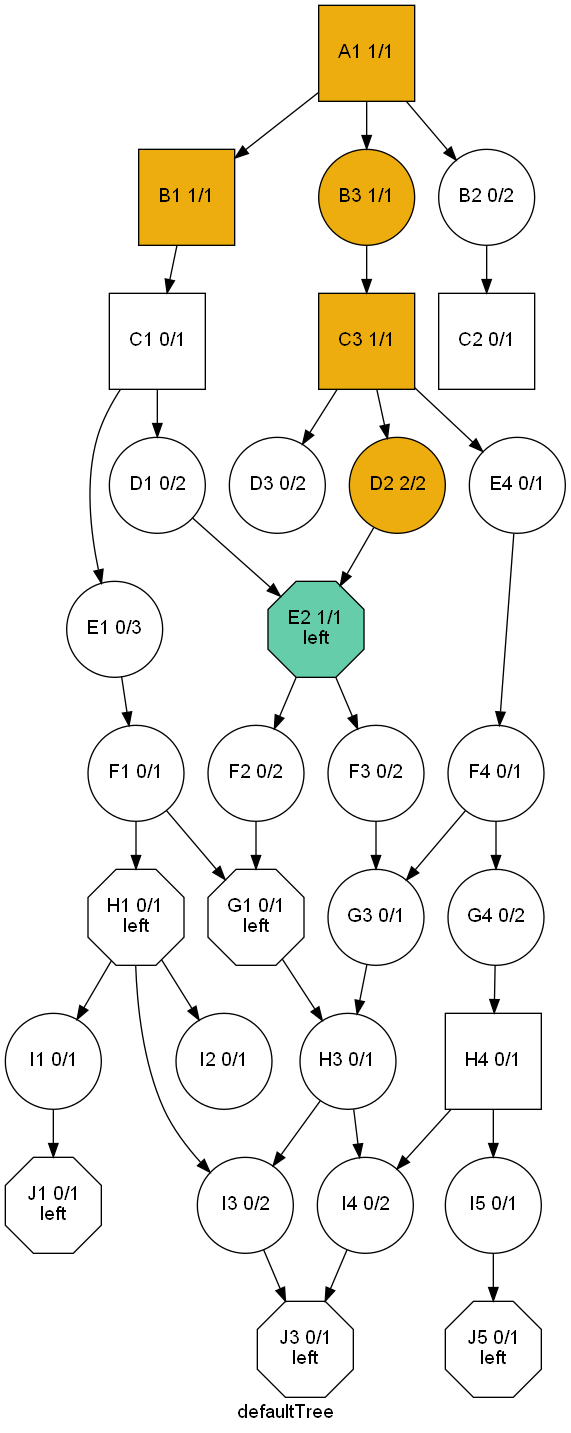 A1 1/1
B1 1/1
B3 1/1
B2 0/2
C1 0/1
C3 1/1
C2 0/1
D1 0/2
D3 0/2
D2 2/2
E4 0/1
E1 0/3
E2 1/1
left
F1 0/1
F2 0/2
F3 0/2
F4 0/1
H1 0/1
left
G1 0/1
left
G3 0/1
G4 0/2
I1 0/1
I2 0/1
H3 0/1
H4 0/1
J1 0/1
left
I3 0/2
I4 0/2
I5 0/1
J3 0/1
left
J5 0/1
left
defaultTree